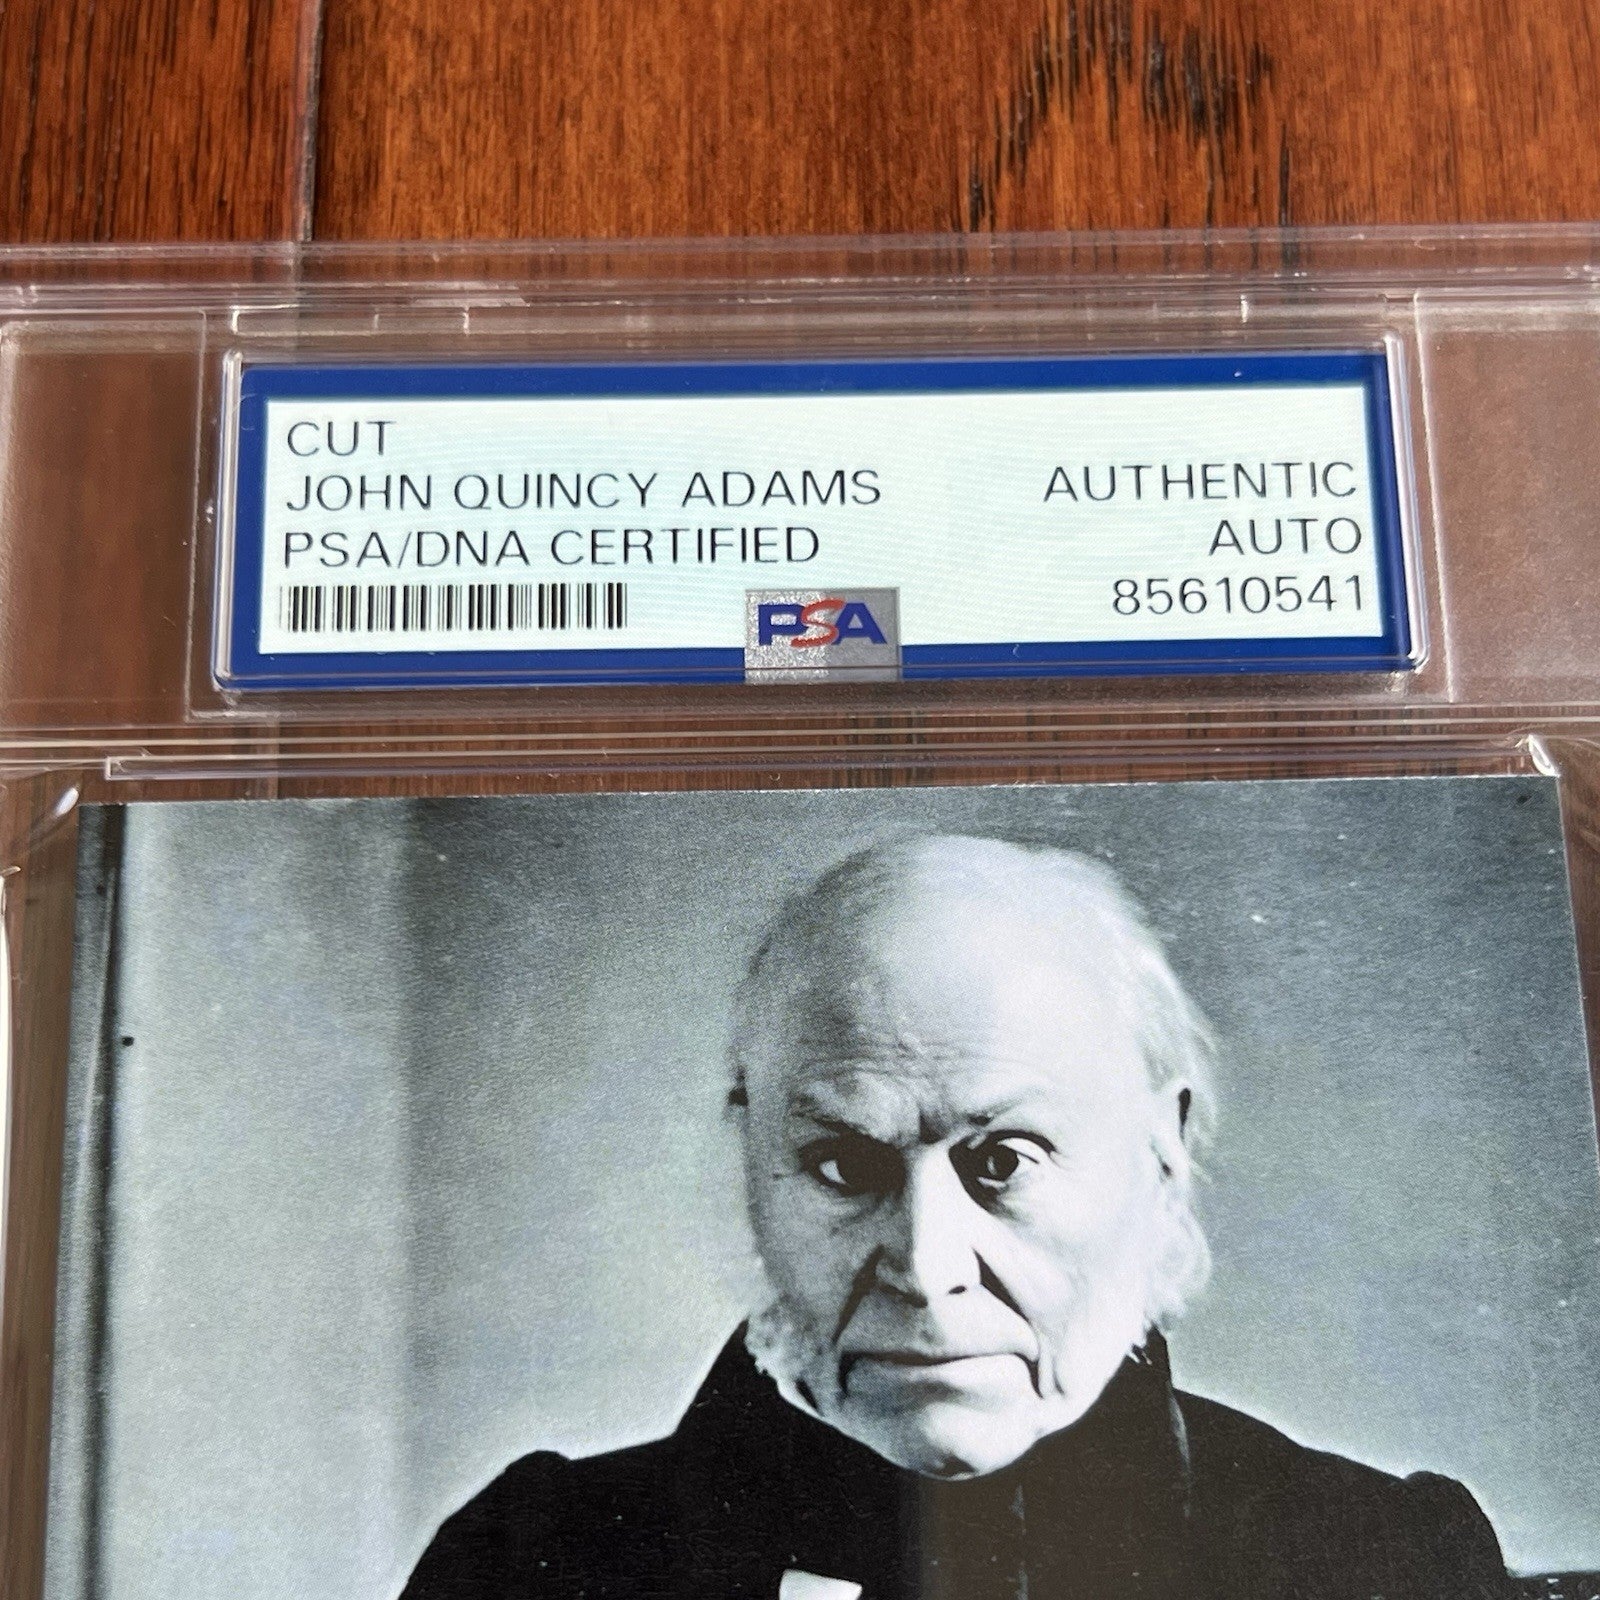 CUT
JOHN QUINCY ADAMS
PSA/DNA CERTIFIED
AUTHENTIC
AUTO
85610541
PSA